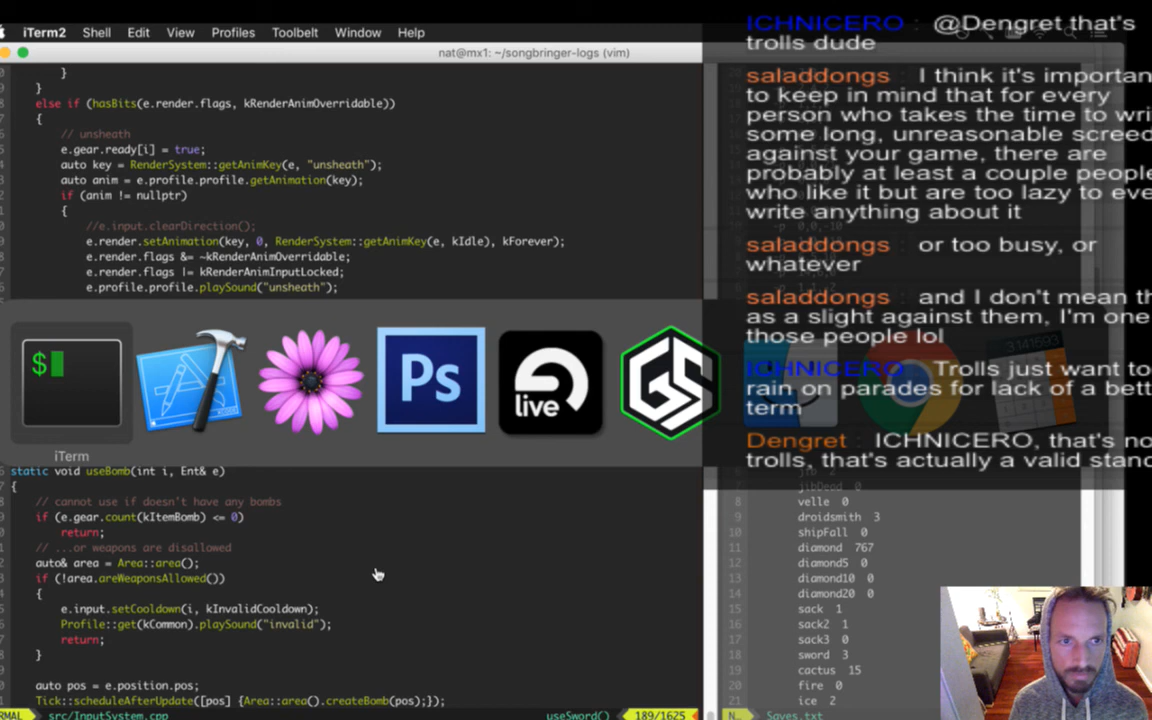 iTerm2 Shell Edit View Profiles Toolbelt Window Help
nat@mx1: ~/songbringer-logs (vim)
}
}
else if (hasBits(e.render.flags, kRenderAnimOverridable))
{
// unsheath
e.gear.ready[i] = true;
auto key = RenderSystem::getAnimKey(e, "unsheath");
auto anim = e.profile.profile.getAnimation(key);
if (anim != nullptr)
{
//e.input.clearDirection();
e.render.setAnimation(key, 0, RenderSystem::getAnimKey(e, kIdle), kForever);
e.render.flags &= ~kRenderAnimOverridable;
e.render.flags |= kRenderAnimInputLocked;
e.profile.profile.playSound("unsheath");
$
Ps
live
GS
iTerm
static void useBomb(int i, Ent& e)
{
// cannot use if doesn't have any bombs
if (e.gear.count(kItemBomb) <= 0)
return;
// ...or weapons are disallowed
auto& area = Area::area();
if (!area.areWeaponsAllowed())
{
e.input.setCooldown(i, kInvalidCooldown);
Profile::get(kCommon).playSound("invalid");
return;
}
auto pos = e.position.pos;
Tick::scheduleAfterUpdate([pos] {Area::area().createBomb(pos);});
RMAL src/InputSystem.cpp useSword() 189/1625
ICHNICERO : @Dengret that's
trolls dude
saladdongs : I think it's importan
to keep in mind that for every
person who takes the time to wri
some long, unreasonable screed
against your game, there are
probably at least a couple people
who like it but are too lazy to eve
write anything about it
saladdongs : or too busy, or
whatever
saladdongs : and I don't mean th
as a slight against them, I'm one
those people lol
ICHNICERO : Trolls just want to
rain on parades for lack of a bett
term
Dengret : ICHNICERO, that's no
trolls, that's actually a valid stanc
jibDead 0
8 velle 0
9 droidsmith 3
10 shipFall 0
11 diamond 767
12 diamond5 0
13 diamond10 0
14 diamond20 0
15 sack 1
16 sack2 1
17 sack3 0
18 sword 3
19 cactus 15
20 fire 0
21 ice 2
N... Saves.txt